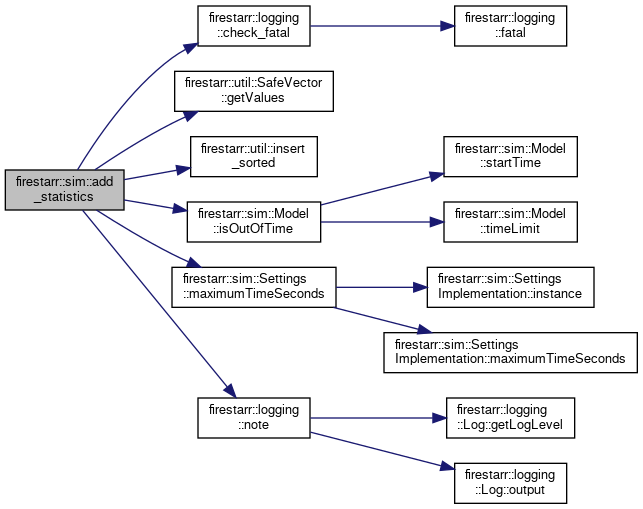 firestarr::sim::add
_statistics
firestarr::logging
::check_fatal
firestarr::logging
::fatal
firestarr::util::SafeVector
::getValues
firestarr::util::insert
_sorted
firestarr::sim::Model
::isOutOfTime
firestarr::sim::Model
::startTime
firestarr::sim::Model
::timeLimit
firestarr::sim::Settings
::maximumTimeSeconds
firestarr::sim::Settings
Implementation::instance
firestarr::sim::Settings
Implementation::maximumTimeSeconds
firestarr::logging
::note
firestarr::logging
::Log::getLogLevel
firestarr::logging
::Log::output